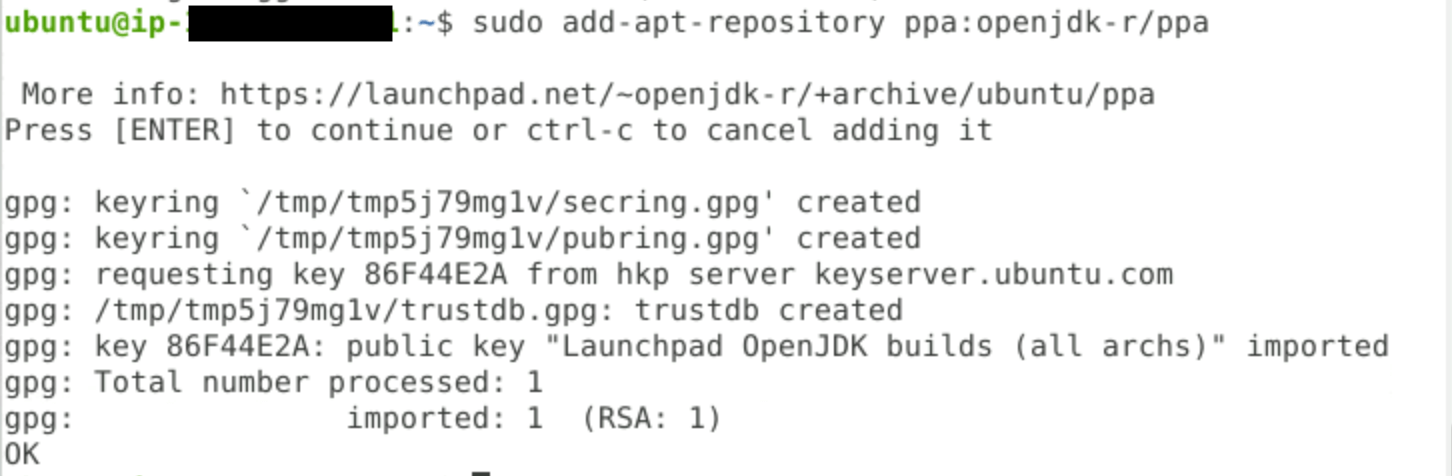 ubuntu@ip-:~$ sudo add-apt-repository ppa:openjdk-r/ppa
More info: https://launchpad.net/~openjdk-r/+archive/ubuntu/ppa
Press [ENTER] to continue or ctrl-c to cancel adding it
gpg: keyring `/tmp/tmp5j79mg1v/secring.gpg' created
gpg: keyring `/tmp/tmp5j79mg1v/pubring.gpg' created
gpg: requesting key 86F44E2A from hkp server keyserver.ubuntu.com
gpg: /tmp/tmp5j79mg1v/trustdb.gpg: trustdb created
gpg: key 86F44E2A: public key "Launchpad OpenJDK builds (all archs)" imported
gpg: Total number processed: 1
gpg:               imported: 1  (RSA: 1)
OK